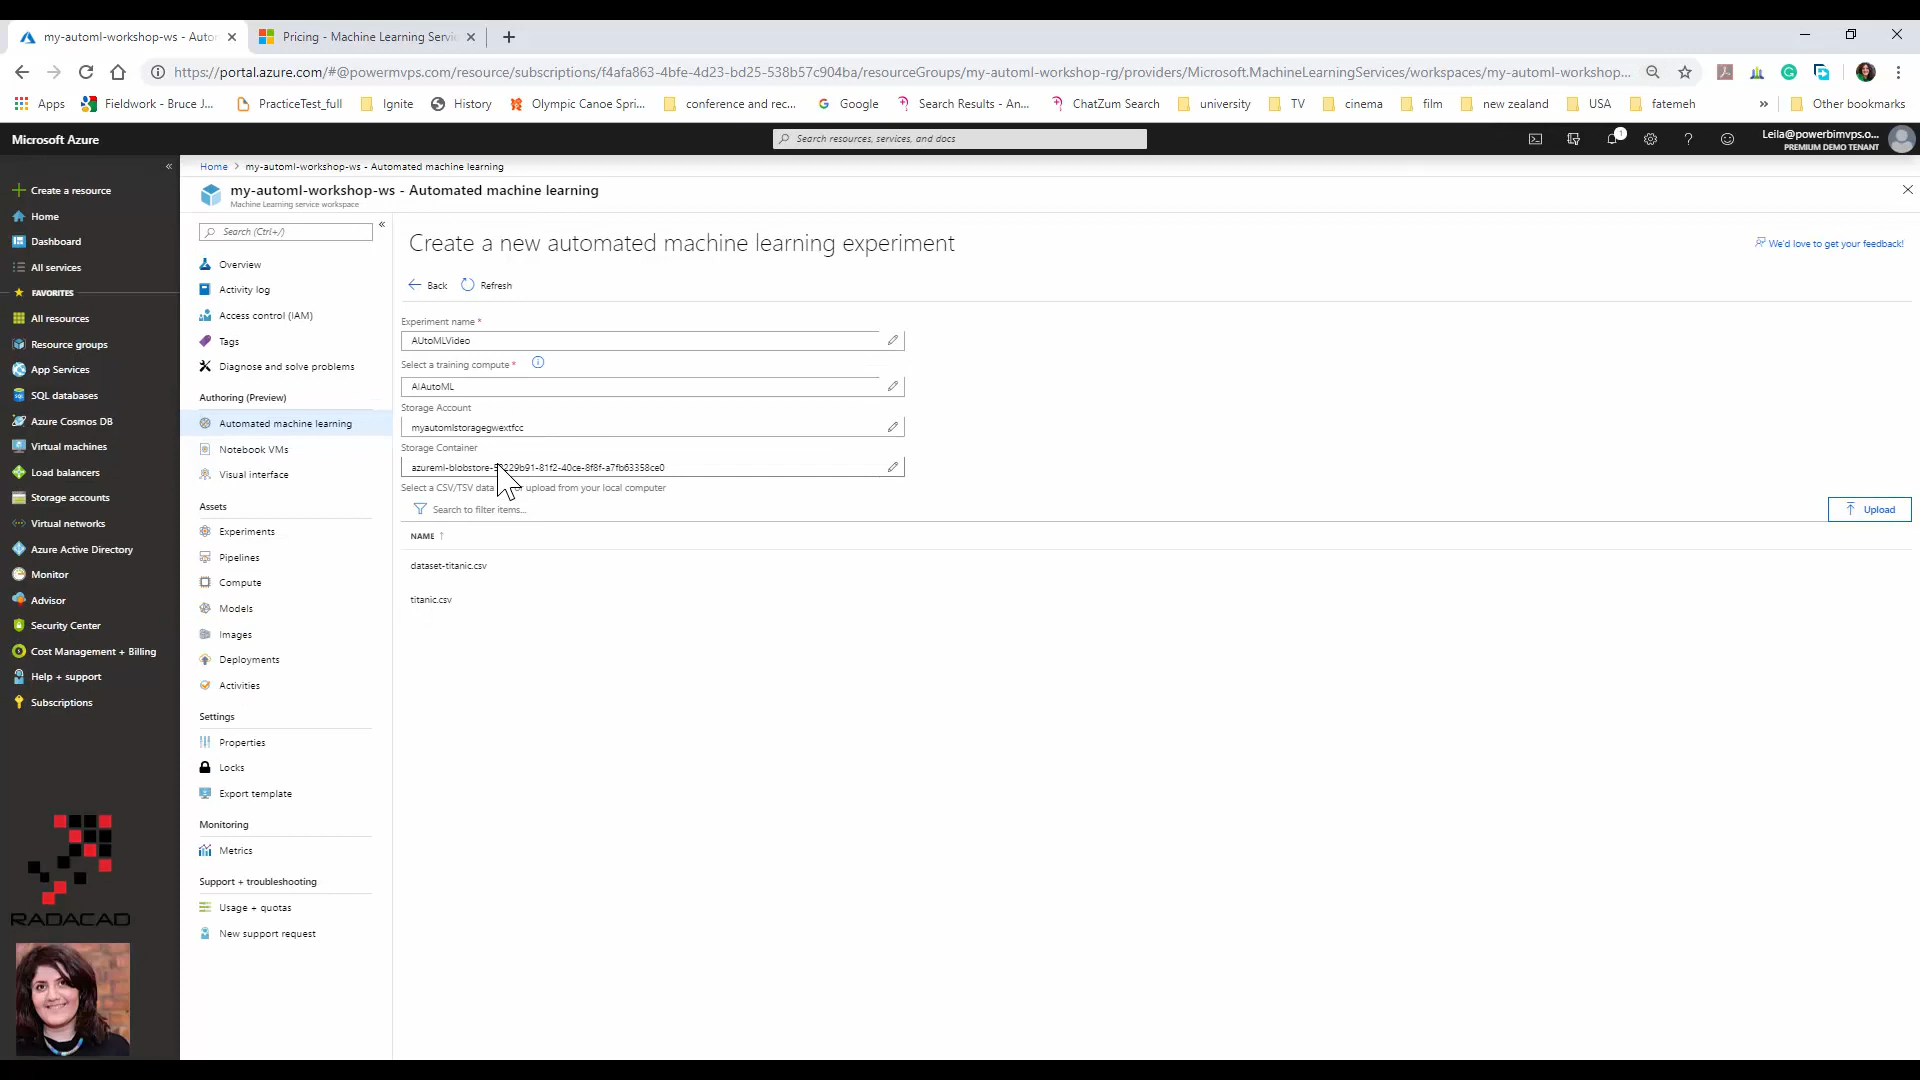 my-automl-workshop-ws - Auton
Pricing - Machine Learning Servi
https://portal.azure.com/#@powermvps.com/resource/subscriptions/f4afa863-4bfe-4d23-bd25-538b57c904ba/resourceGroups/my-automl-workshop-rg/providers/Microsoft.MachineLearningServices/workspaces/my-automl-workshop...
Apps
Fieldwork - Bruce J...
PracticeTest_full
Ignite
History
Olympic Canoe Spri...
conference and rec...
Google
Search Results - An...
ChatZum Search
university
TV
cinema
film
new zealand
USA
fatemeh
»
Other bookmarks
Microsoft Azure
Search resources, services, and docs
1
Leila@powerbimvps.o...
PREMIUM DEMO TENANT
Create a resource
Home
Dashboard
All services
FAVORITES
All resources
Resource groups
App Services
SQL databases
Azure Cosmos DB
Virtual machines
Load balancers
Storage accounts
Virtual networks
Azure Active Directory
Monitor
Advisor
Security Center
Cost Management + Billing
Help + support
Subscriptions
RADACAD
Home > my-automl-workshop-ws - Automated machine learning
my-automl-workshop-ws - Automated machine learning
Machine Learning service workspace
Search (Ctrl+/)
Overview
Activity log
Access control (IAM)
Tags
Diagnose and solve problems
Authoring (Preview)
Automated machine learning
Notebook VMs
Visual interface
Assets
Experiments
Pipelines
Compute
Models
Images
Deployments
Activities
Settings
Properties
Locks
Export template
Monitoring
Metrics
Support + troubleshooting
Usage + quotas
New support request
Create a new automated machine learning experiment
We'd love to get your feedback!
Back
Refresh
Experiment name *
AUtoMLVideo
Select a training compute *
AIAutoML
Storage Account
myautomlstoragegwextfcc
Storage Container
229b91-81f2-40ce-8f8f-a7fb63358ce0
Select a CSV/TSV data upload from your local computer
Search to filter items...
Upload
NAME ↑
dataset-titanic.csv
titanic.csv